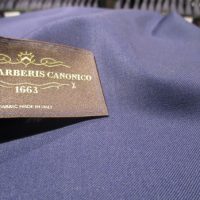 ARBERIS CANONICO
1663
FABRIC MADE IN ITALY